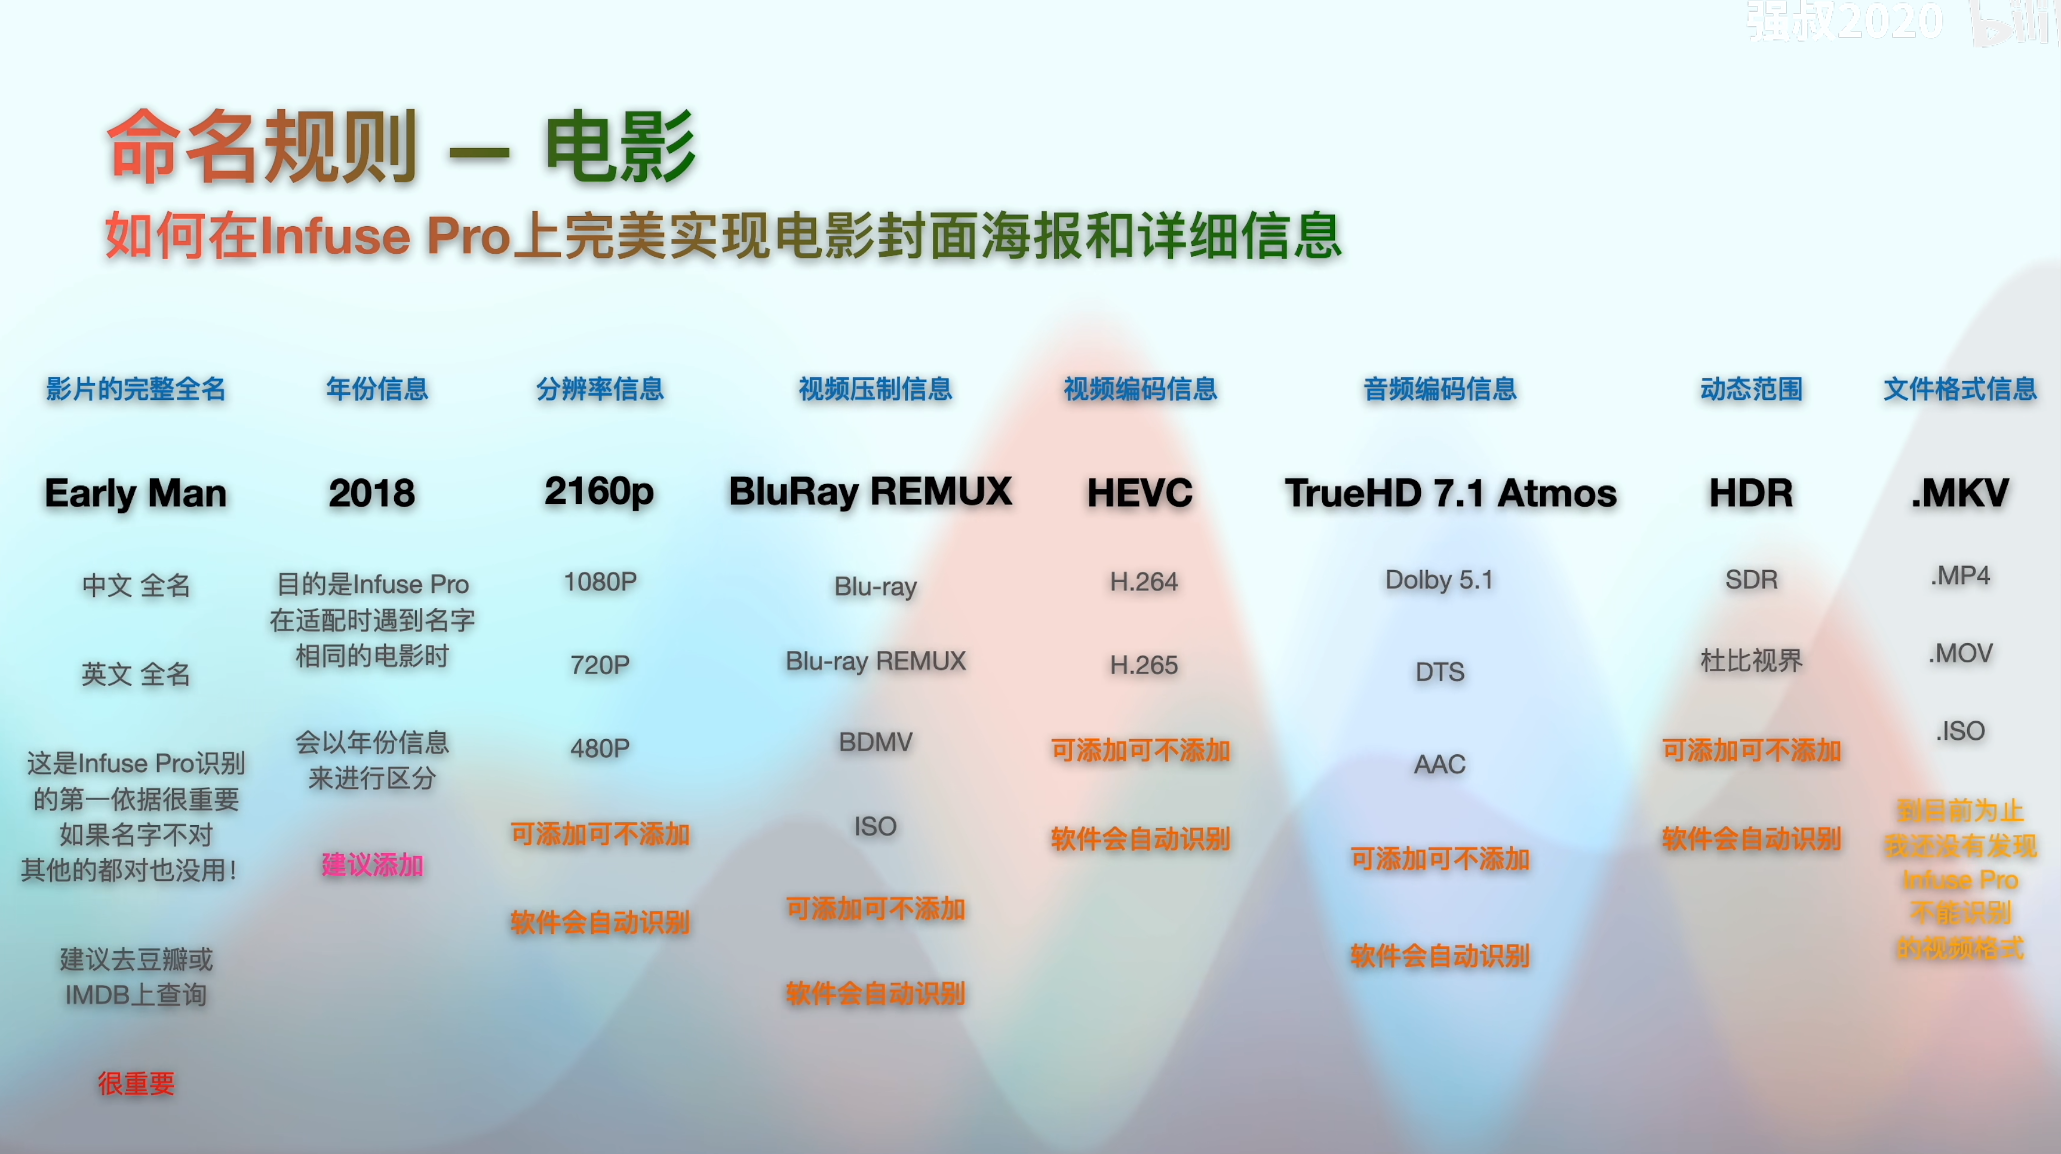 强叔2020
命名规则 – 电影
如何在Infuse Pro上完美实现电影封面海报和详细信息
影片的完整全名
Early Man
中文 全名
英文 全名
这是Infuse Pro识别
的第一依据很重要
如果名字不对
其他的都对也没用！
建议去豆瓣或
IMDB上查询
很重要
年份信息
2018
目的是Infuse Pro
在适配时遇到名字
相同的电影时
会以年份信息
来进行区分
建议添加
分辨率信息
2160p
1080P
720P
480P
可添加可不添加
软件会自动识别
视频压制信息
BluRay REMUX
Blu-ray
Blu-ray REMUX
BDMV
ISO
可添加可不添加
软件会自动识别
视频编码信息
HEVC
H.264
H.265
可添加可不添加
软件会自动识别
音频编码信息
TrueHD 7.1 Atmos
Dolby 5.1
DTS
AAC
可添加可不添加
软件会自动识别
动态范围
HDR
SDR
杜比视界
可添加可不添加
软件会自动识别
文件格式信息
.MKV
.MP4
.MOV
.ISO
到目前为止
我还没有发现
Infuse Pro
不能识别
的视频格式